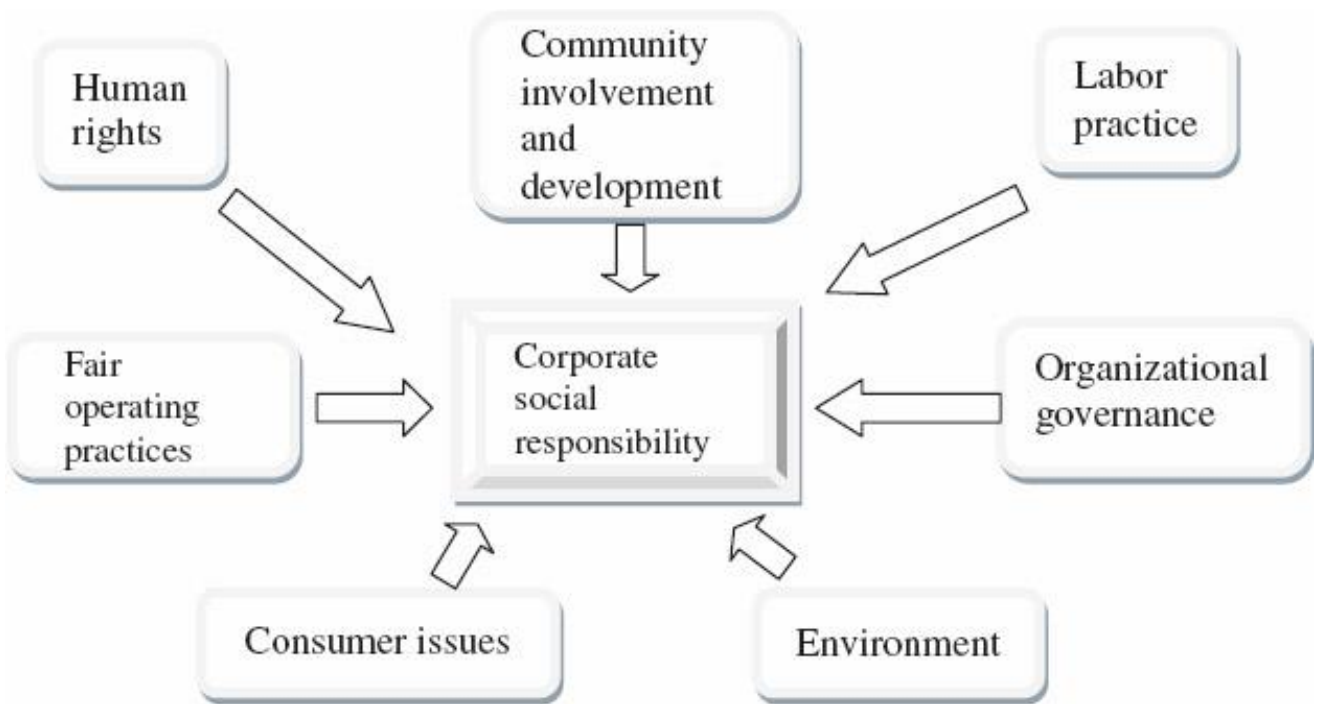 Human
rights
Community
involvement
and
development
Labor
practice
Fair
operating
practices
Corporate
social
responsibility
Organizational
governance
Consumer issues
Environment